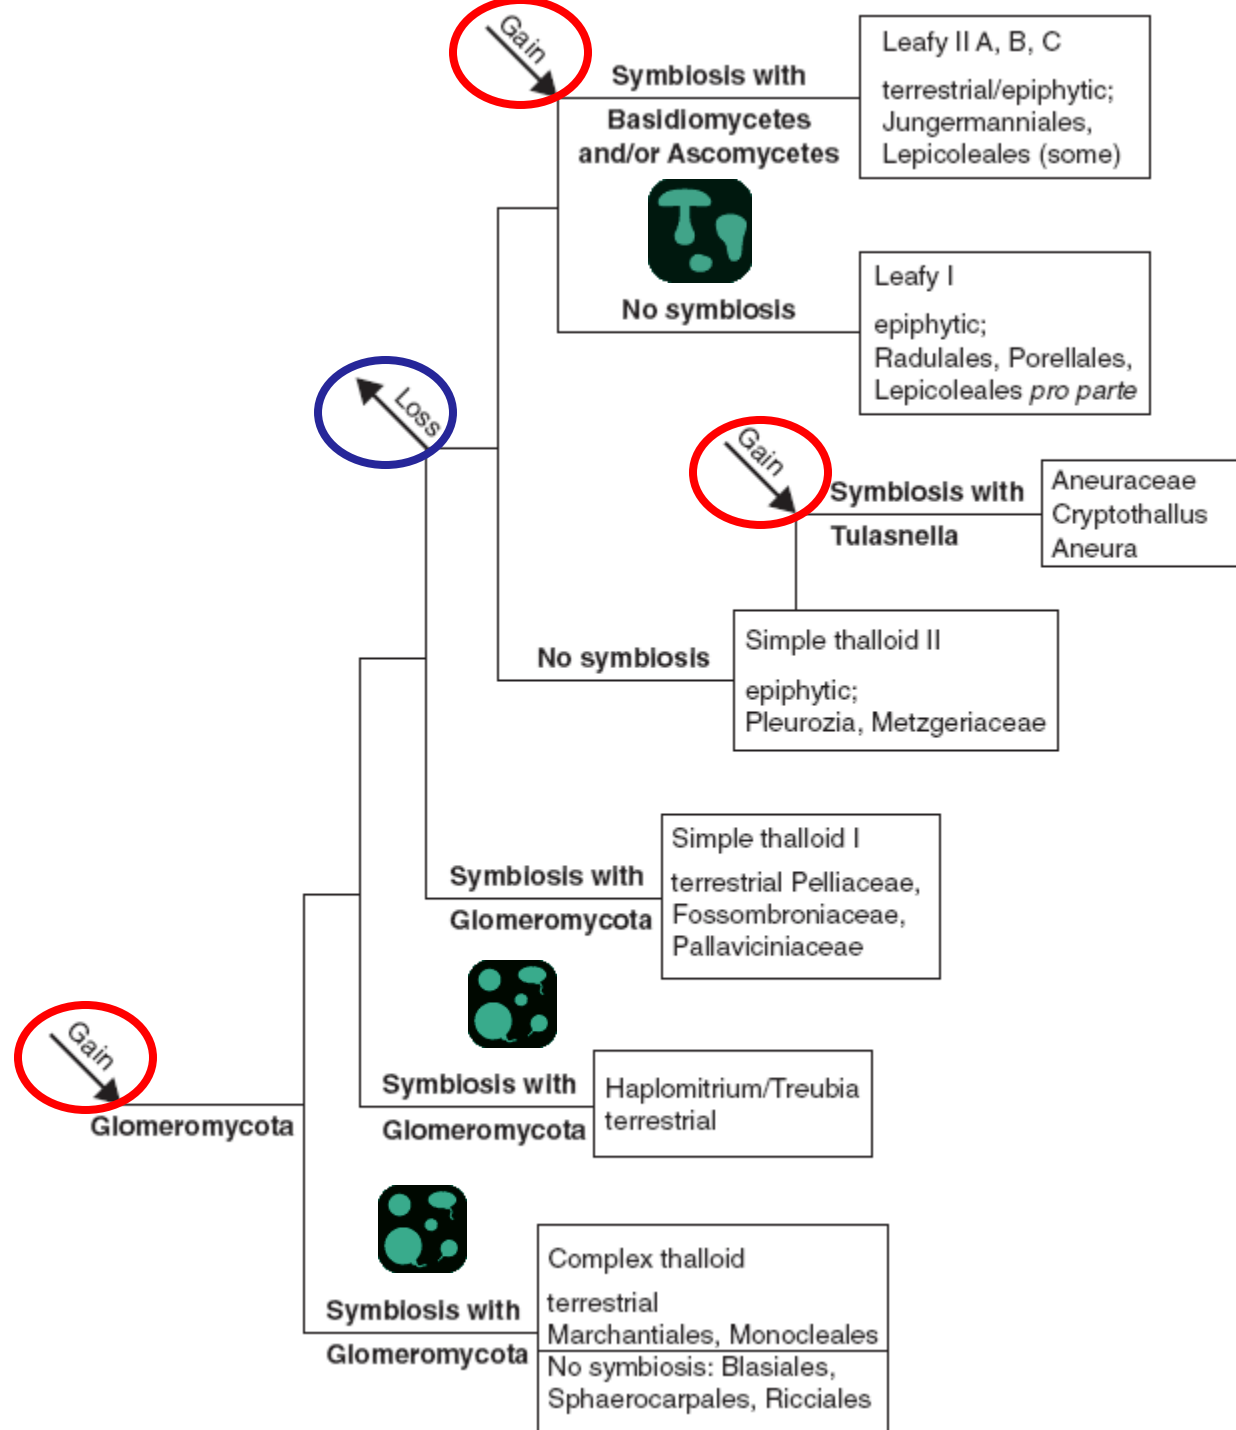 Gain
Symbiosis with
Basidiomycetes
and/or Ascomycetes
Leafy II A, B, C
terrestrial/epiphytic;
Jungermanniales,
Lepicoleales (some)
No symbiosis
Leafy I
epiphytic;
Radulales, Porellales,
Lepicoleales pro parte
Loss
Gain
Symbiosis with
Tulasnella
Aneuraceae
Cryptothallus
Aneura
No symbiosis
Simple thalloid II
epiphytic;
Pleurozia, Metzgeriaceae
Symbiosis with
Glomeromycota
Simple thalloid I
terrestrial Pelliaceae,
Fossombroniaceae,
Pallaviciniaceae
Gain
Glomeromycota
Symbiosis with
Glomeromycota
Haplomitrium/Treubia
terrestrial
Symbiosis with
Glomeromycota
Complex thalloid
terrestrial
Marchantiales, Monocleales
No symbiosis: Blasiales,
Sphaerocarpales, Ricciales